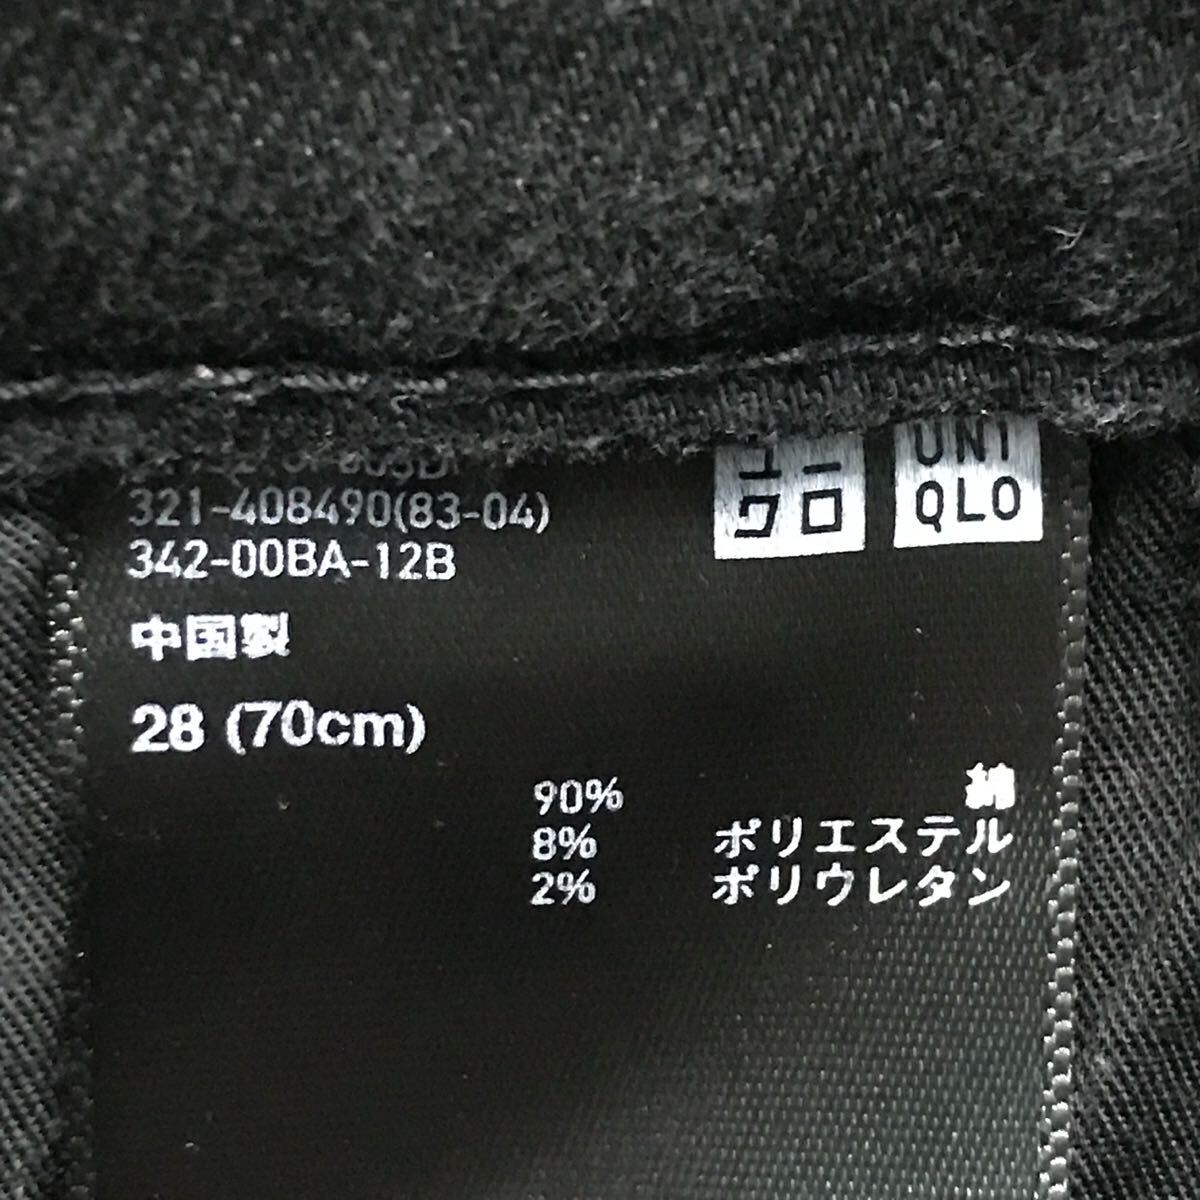 ユニ
クロ
UNI
QLO
321-408490(83-04)
342-00BA-12B
中国製
28 (70cm)
90% 綿
8% ポリエステル
2% ポリウレタン